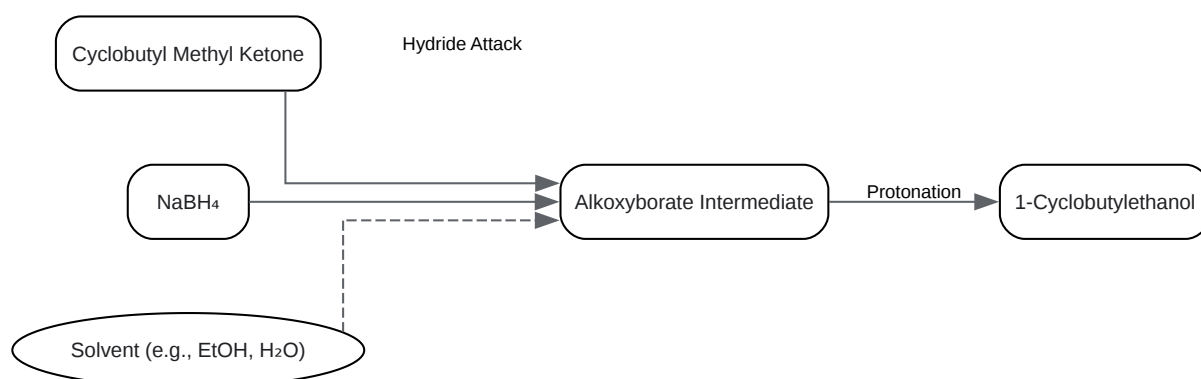 Cyclobutyl Methyl Ketone
Hydride Attack
NaBH₄
Alkoxyborate Intermediate
Protonation
1-Cyclobutylethanol
Solvent (e.g., EtOH, H₂O)